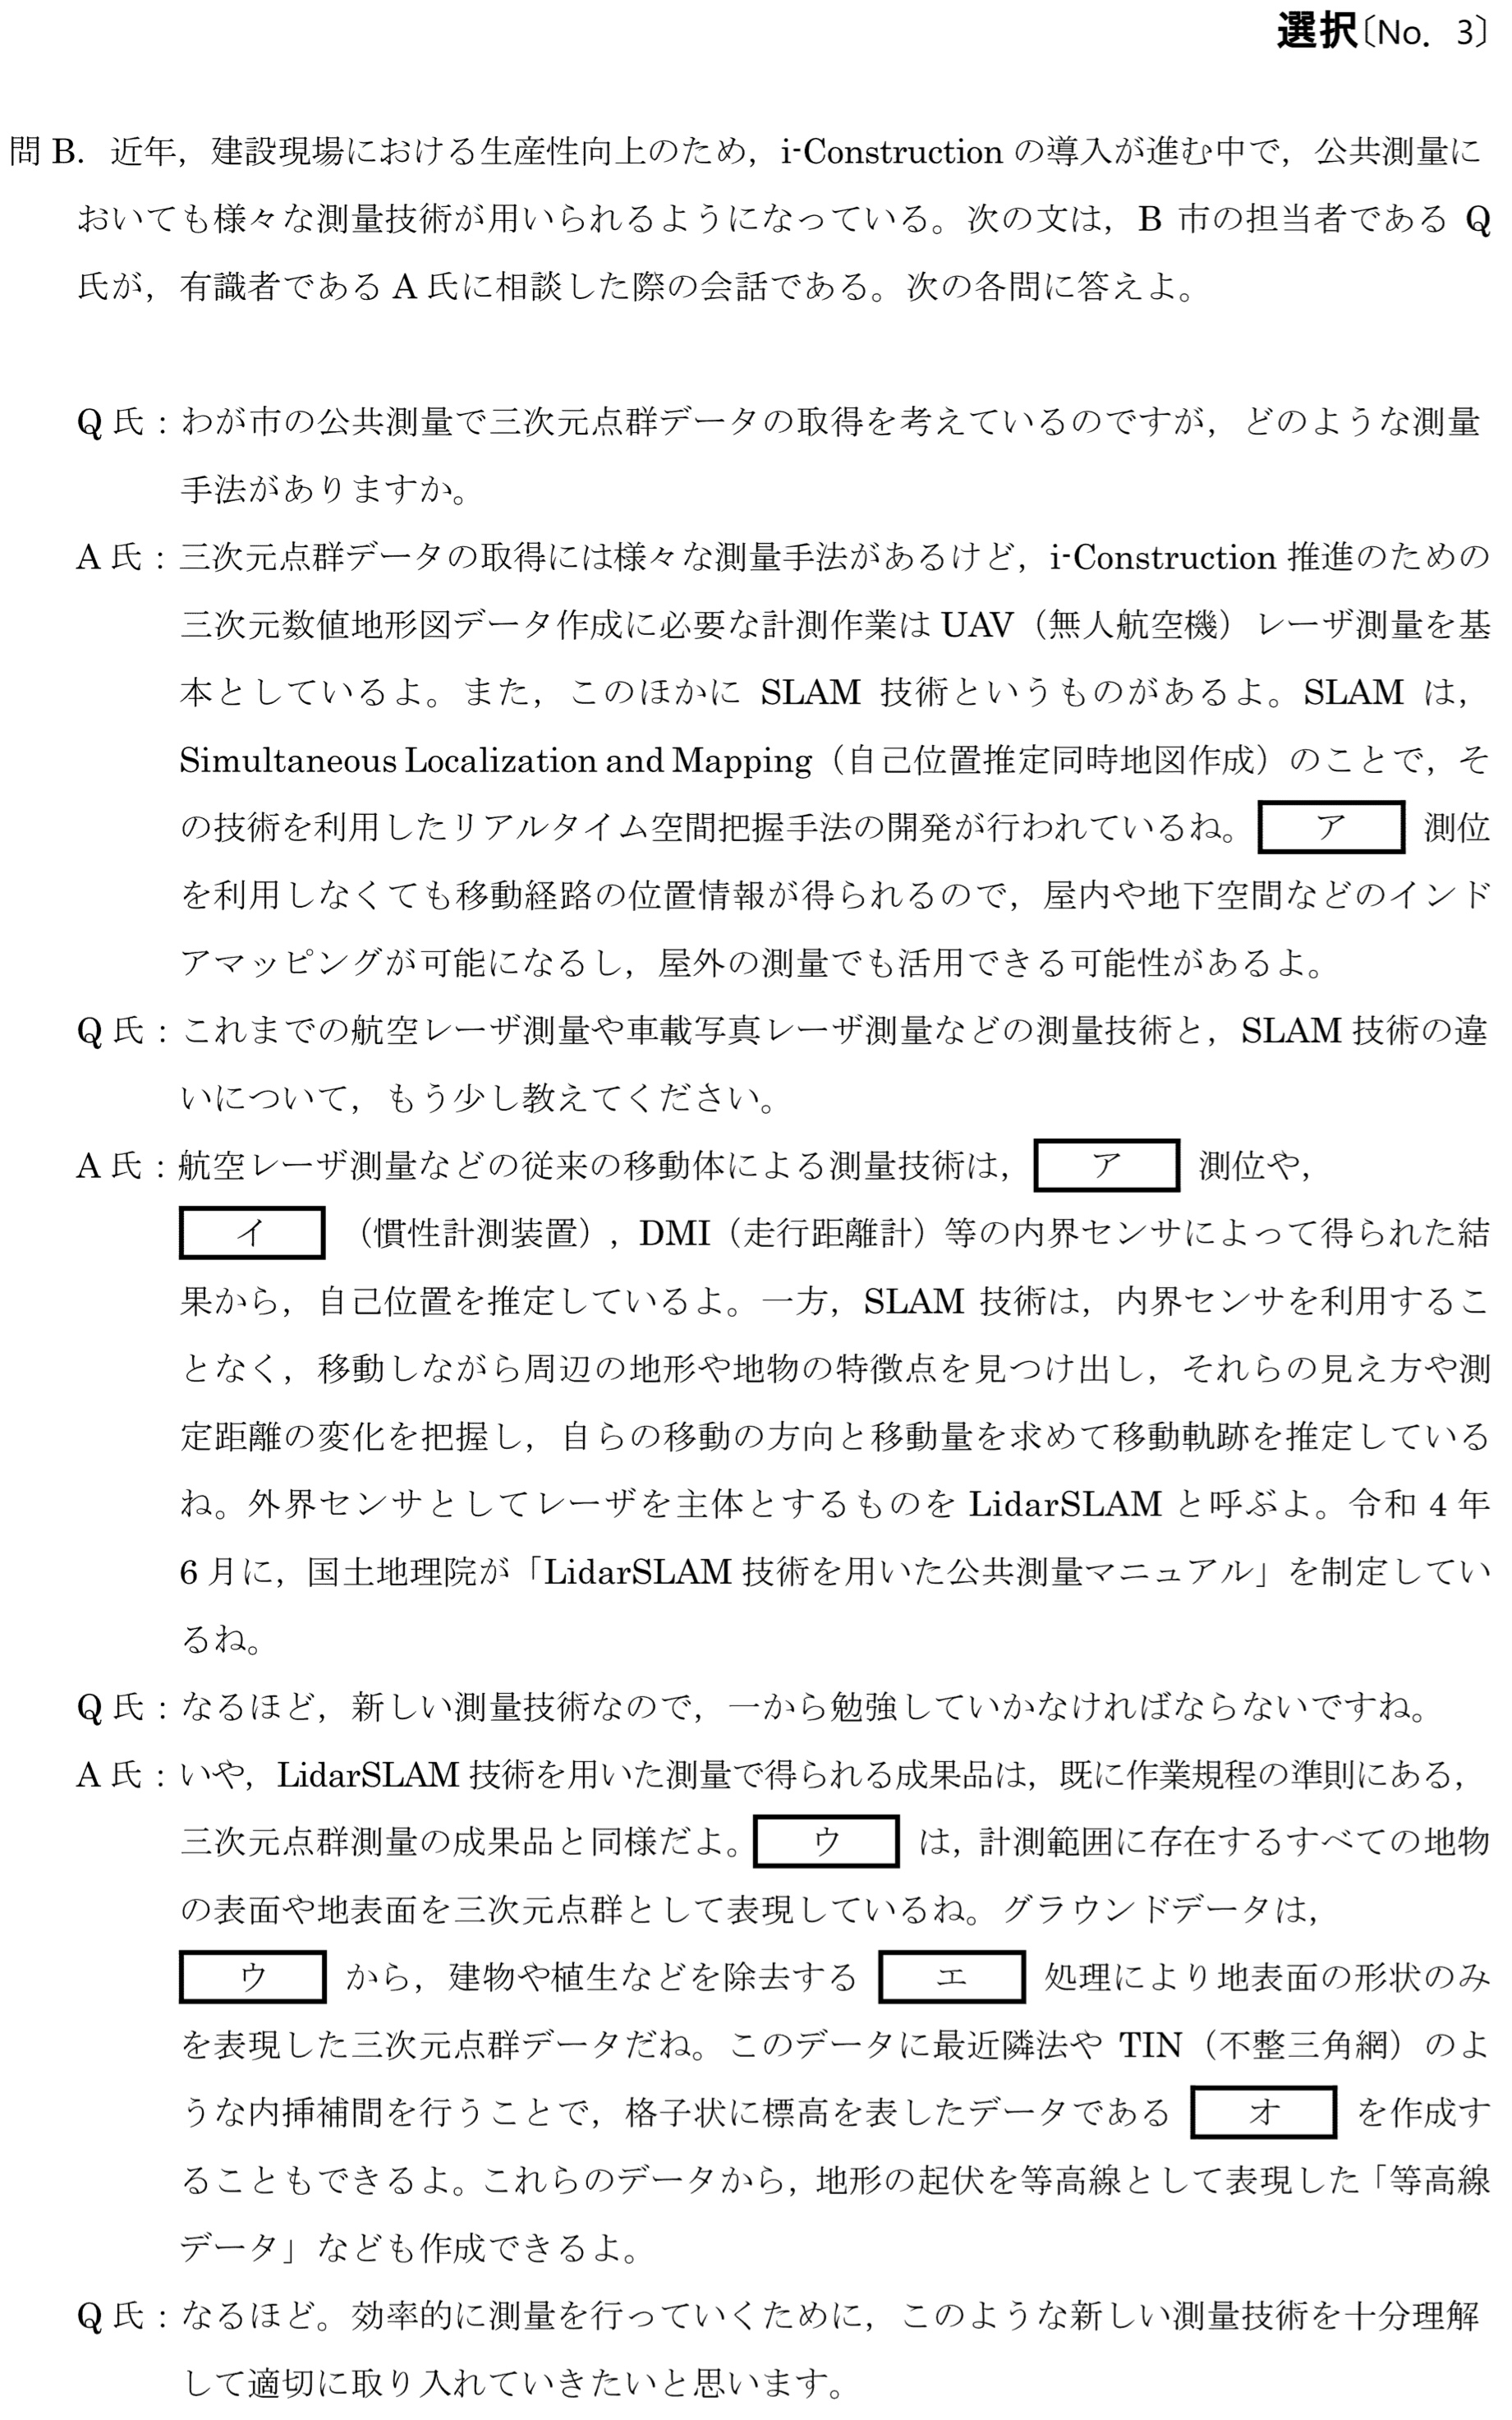 選択〔No. 3〕
問 B. 近年，建設現場における生産性向上のため，i-Construction の導入が進む中で，公共測量に
おいても様々な測量技術が用いられるようになっている。次の文は，B 市の担当者である Q
氏が，有識者である A 氏に相談した際の会話である。次の各問に答えよ。
Q 氏：わが市の公共測量で三次元点群データの取得を考えているのですが，どのような測量
手法がありますか。
A 氏：三次元点群データの取得には様々な測量手法があるけど，i-Construction 推進のための
三次元数値地形図データ作成に必要な計測作業は UAV（無人航空機）レーザ測量を基
本としているよ。また，このほかに SLAM 技術というものがあるよ。SLAM は，
Simultaneous Localization and Mapping（自己位置推定同時地図作成）のことで，そ
の技術を利用したリアルタイム空間把握手法の開発が行われているね。 ア 測位
を利用しなくても移動経路の位置情報が得られるので，屋内や地下空間などのインド
アマッピングが可能になるし，屋外の測量でも活用できる可能性があるよ。
Q 氏：これまでの航空レーザ測量や車載写真レーザ測量などの測量技術と，SLAM 技術の違
いについて，もう少し教えてください。
A 氏：航空レーザ測量などの従来の移動体による測量技術は， ア 測位や，
イ （慣性計測装置），DMI（走行距離計）等の内界センサによって得られた結
果から，自己位置を推定しているよ。一方，SLAM 技術は，内界センサを利用するこ
となく，移動しながら周辺の地形や地物の特徴点を見つけ出し，それらの見え方や測
定距離の変化を把握し，自らの移動の方向と移動量を求めて移動軌跡を推定している
ね。外界センサとしてレーザを主体とするものを LidarSLAM と呼ぶよ。令和 4 年
6 月に，国土地理院が「LidarSLAM 技術を用いた公共測量マニュアル」を制定してい
るね。
Q 氏：なるほど，新しい測量技術なので，一から勉強していかなければならないですね。
A 氏：いや，LidarSLAM 技術を用いた測量で得られる成果品は，既に作業規程の準則にある，
三次元点群測量の成果品と同様だよ。 ウ は，計測範囲に存在するすべての地物
の表面や地表面を三次元点群として表現しているね。グラウンドデータは，
ウ から，建物や植生などを除去する エ 処理により地表面の形状のみ
を表現した三次元点群データだね。このデータに最近隣法や TIN（不整三角網）のよ
うな内挿補間を行うことで，格子状に標高を表したデータである オ を作成す
ることもできるよ。これらのデータから，地形の起伏を等高線として表現した「等高線
データ」なども作成できるよ。
Q 氏：なるほど。効率的に測量を行っていくために，このような新しい測量技術を十分理解
して適切に取り入れていきたいと思います。